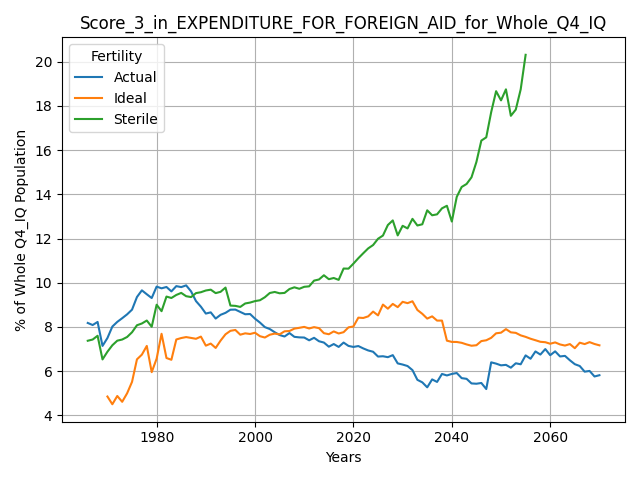 Score_3_in_EXPENDITURE_FOR_FOREIGN_AID_for_Whole_Q4_IQ
Fertility
Actual
Ideal
Sterile
% of Whole Q4_IQ Population
20
18
16
14
12
10
8
6
4
1980
2000
2020
2040
2060
Years